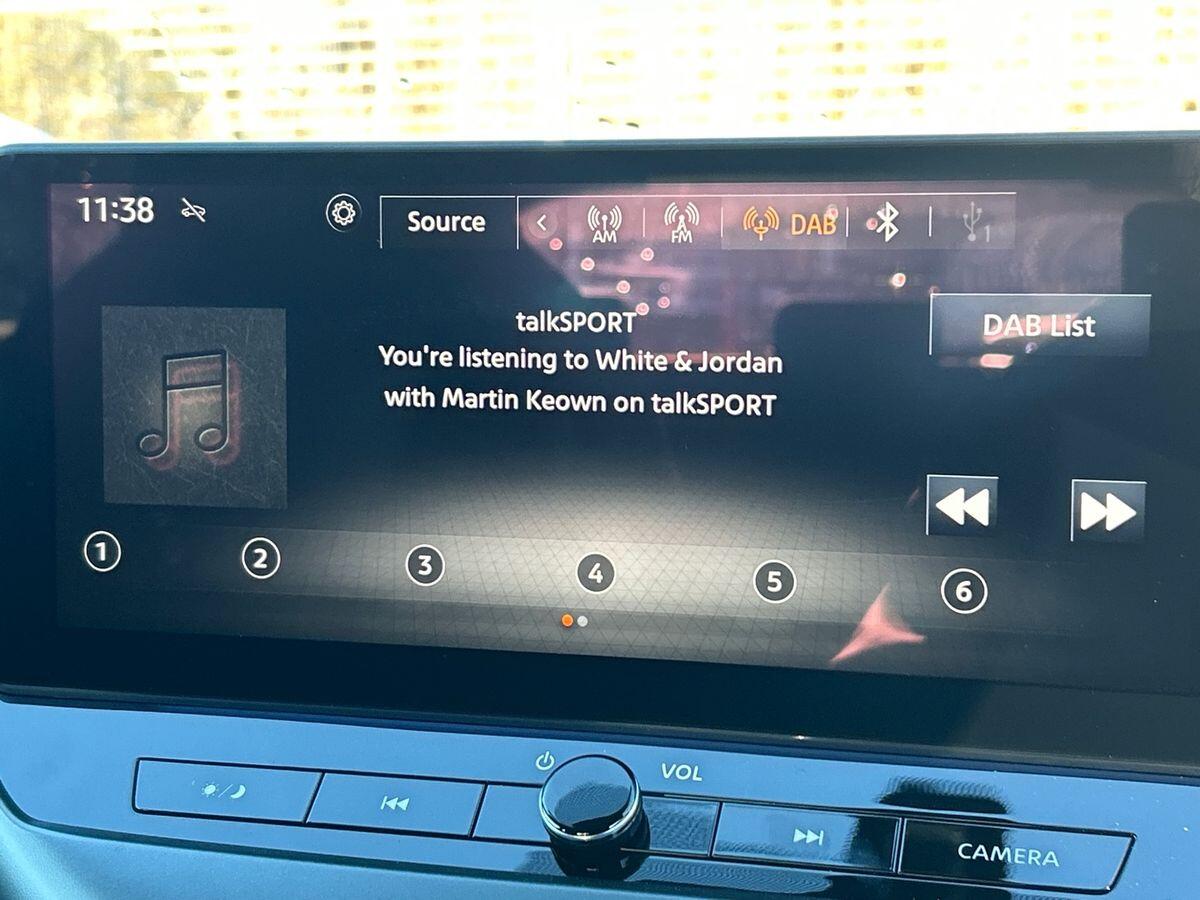 11:38
Source
AM
FM
DAB
1
talkSPORT
DAB List
You're listening to White & Jordan
with Martin Keown on talkSPORT
1 2 3 4 5 6
VOL
CAMERA